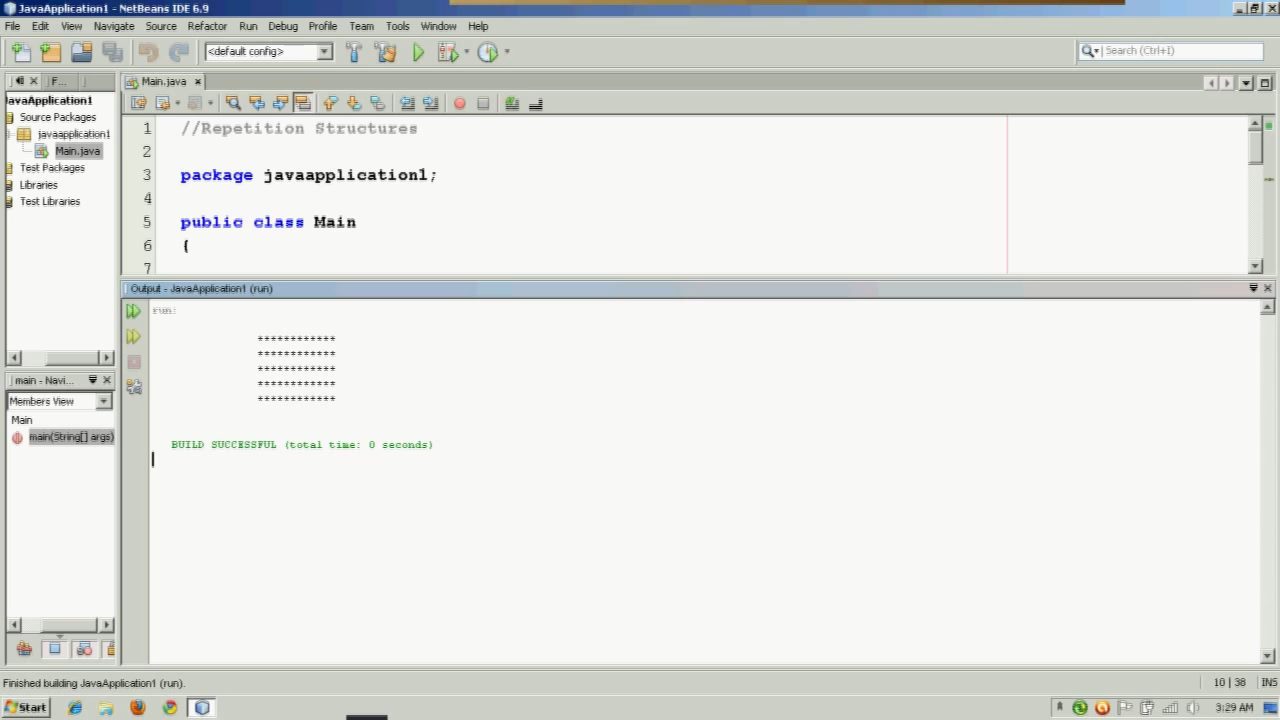 JavaApplication1 - NetBeans IDE 6.9
File Edit View Navigate Source Refactor Run Debug Profile Team Tools Window Help
<default config>
Search (Ctrl+I)
F...
Main.java
JavaApplication1
Source Packages
javaapplication1
Main.java
Test Packages
Libraries
Test Libraries
1 //Repetition Structures
2
3 package javaapplication1;
4
5 public class Main
6 {
7
Output - JavaApplication1 (run)
run:
************
************
************
************
************
BUILD SUCCESSFUL (total time: 0 seconds)
main - Navi...
Members View
Main
main(String[] args)
Finished building JavaApplication1 (run).
10 | 38 INS
Start
3:29 AM